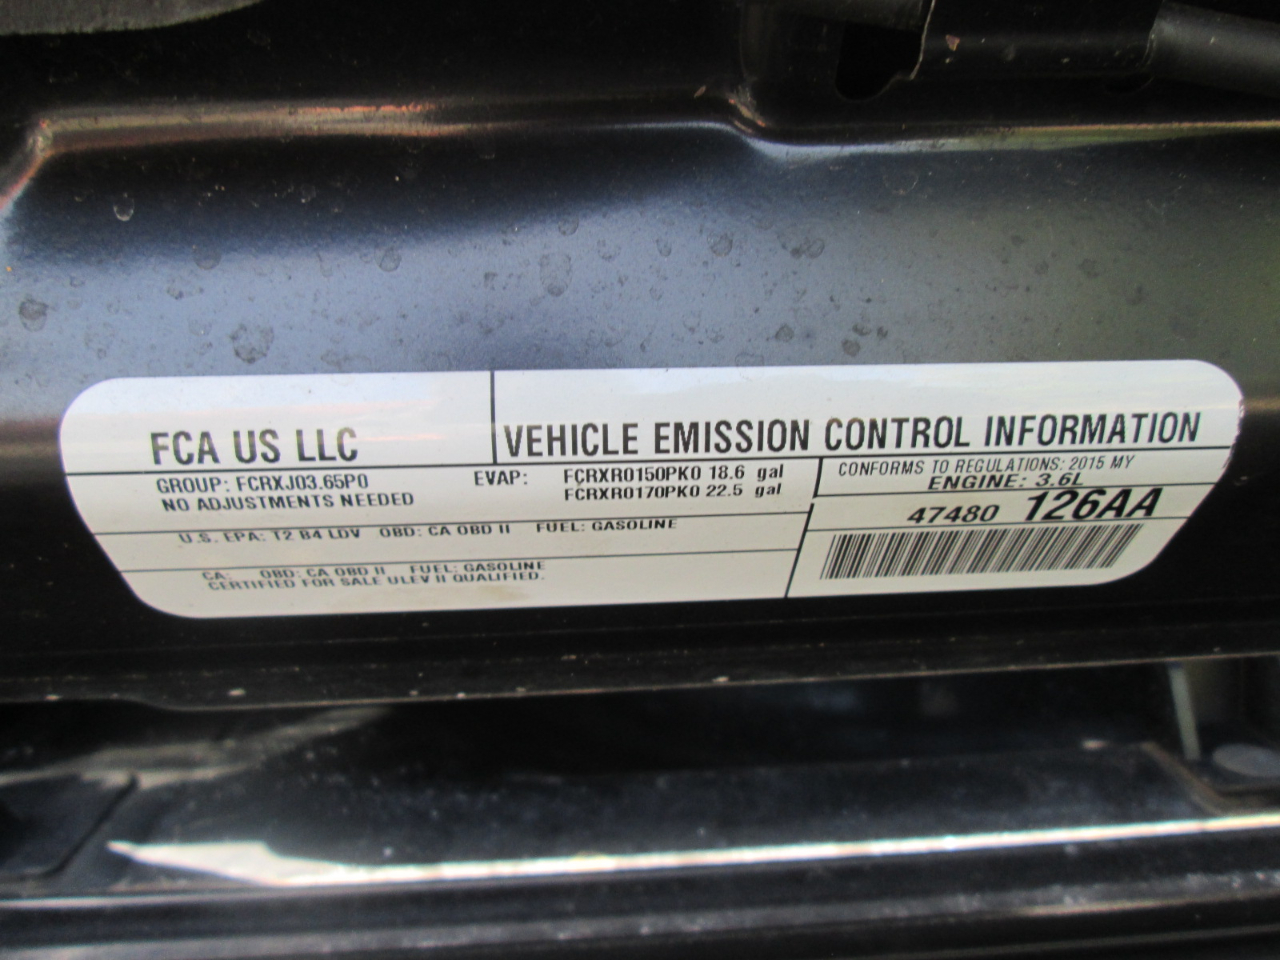 FCA US LLC
VEHICLE EMISSION CONTROL INFORMATION
GROUP: FCRXJ03.65P0
NO ADJUSTMENTS NEEDED
EVAP: FCRXR0150PK0 18.6 gal
FCRXR0170PK0 22.5 gal
CONFORMS TO REGULATIONS: 2015 MY
ENGINE: 3.6L
U.S. EPA: T2 B4 LDV OBD: CA OBD II FUEL: GASOLINE
47480 126AA
CA: OBD: CA OBD II FUEL: GASOLINE
CERTIFIED FOR SALE ULEV II QUALIFIED.